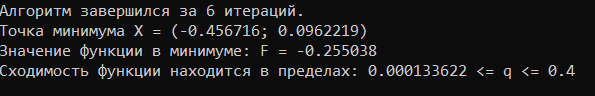 Алгоритм завершился за 6 итераций.
Точка минимума X = (-0.456716; 0.0962219)
Значение функции в минимуме: F = -0.255038
Сходимость функции находится в пределах: 0.000133622 <= q <= 0.4